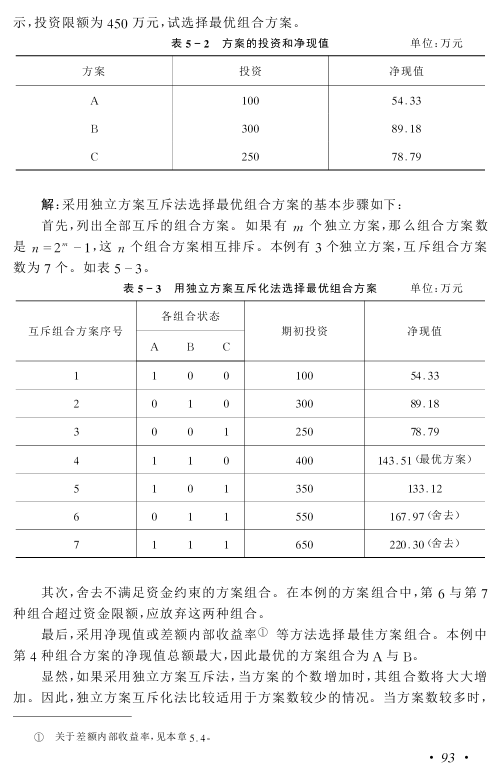 示,投资限额为 450 万元,试选择最优组合方案。
表 5-2 方案的投资和净现值 单位:万元
方案 投资 净现值
A 100 54.33
B 300 89.18
C 250 78.79
解:采用独立方案互斥法选择最优组合方案的基本步骤如下:
首先,列出全部互斥的组合方案。如果有 m 个独立方案,那么组合方案数
是 n=2ᵐ-1,这 n 个组合方案相互排斥。本例有 3 个独立方案,互斥组合方案
数为 7 个。如表 5-3。
表 5-3 用独立方案互斥化法选择最优组合方案 单位:万元
互斥组合方案序号 各组合状态 期初投资 净现值
A B C
1 1 0 0 100 54.33
2 0 1 0 300 89.18
3 0 0 1 250 78.79
4 1 1 0 400 143.51(最优方案)
5 1 0 1 350 133.12
6 0 1 1 550 167.97(舍去)
7 1 1 1 650 220.30(舍去)
其次,舍去不满足资金约束的方案组合。在本例的方案组合中,第 6 与第 7
种组合超过资金限额,应放弃这两种组合。
最后,采用净现值或差额内部收益率① 等方法选择最佳方案组合。本例中
第 4 种组合方案的净现值总额最大,因此最优的方案组合为 A 与 B。
显然,如果采用独立方案互斥法,当方案的个数增加时,其组合数将大大增
加。因此,独立方案互斥化法比较适用于方案数较少的情况。当方案数较多时,
① 关于差额内部收益率,见本章 5.4。
· 93 ·